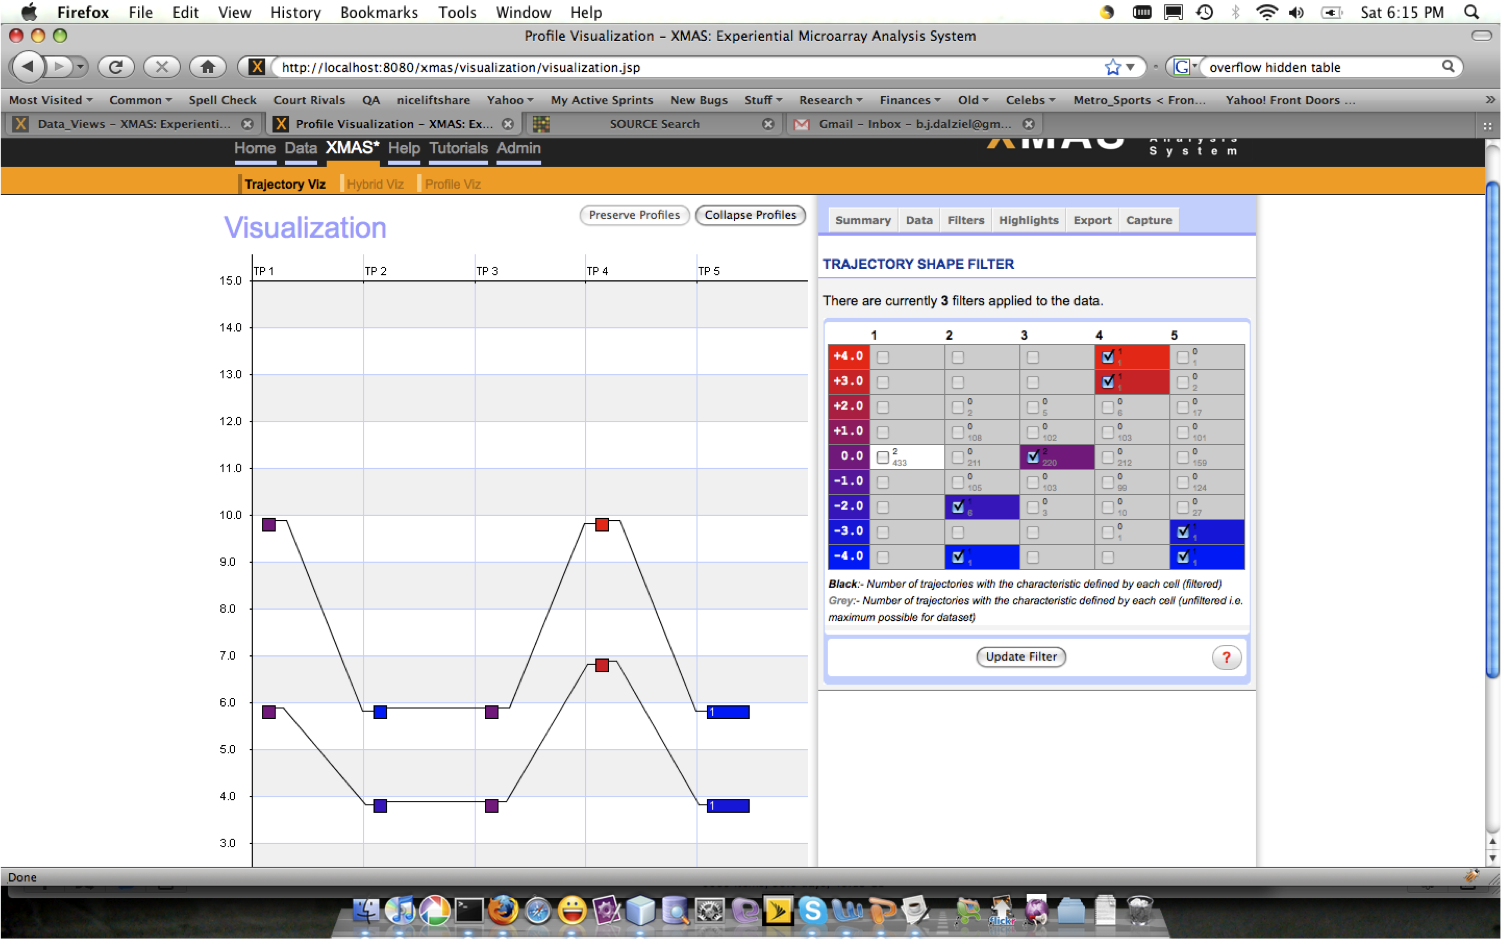 Firefox File Edit View History Bookmarks Tools Window Help Sat 6:15 PM
Profile Visualization – XMAS: Experiential Microarray Analysis System
http://localhost:8080/xmas/visualization/visualization.jsp overflow hidden table
Most Visited Common Spell Check Court Rivals QA niceliftshare Yahoo My Active Sprints New Bugs Stuff Research Finances Old Celebs Metro_Sports < Fron... Yahoo! Front Doors ...
Data_Views – XMAS: Experienti... Profile Visualization – XMAS: Ex... SOURCE Search Gmail – Inbox – b.j.dalziel@gm...
Home Data XMAS* Help Tutorials Admin
XMAS
System
Trajectory Viz Hybrid Viz Profile Viz
Visualization
Preserve Profiles Collapse Profiles
TP 1 TP 2 TP 3 TP 4 TP 5
15.0
14.0
13.0
12.0
11.0
10.0
9.0
8.0
7.0
6.0
5.0
4.0
3.0
1
1
Summary Data Filters Highlights Export Capture
TRAJECTORY SHAPE FILTER
There are currently 3 filters applied to the data.
1 2 3 4 5
+4.0 1 1 0 1
+3.0 1 1 0 2
+2.0 0 2 0 5 0 6 0 17
+1.0 0 108 0 102 0 103 0 101
0.0 2 433 0 211 2 220 0 212 0 159
-1.0 0 105 0 103 0 99 0 124
-2.0 1 6 0 3 0 10 0 27
-3.0 0 1 1 1
-4.0 1 1 1 1
Black:- Number of trajectories with the characteristic defined by each cell (filtered)
Grey:- Number of trajectories with the characteristic defined by each cell (unfiltered i.e.
maximum possible for dataset)
Update Filter ?
Done
flickr